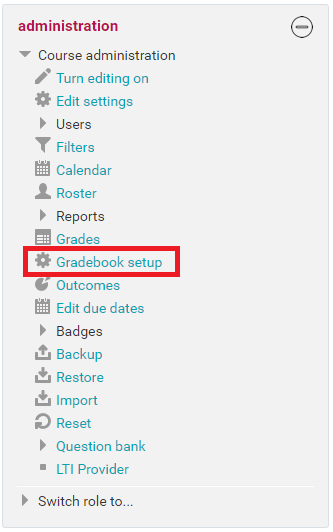 administration
Course administration
Turn editing on
Edit settings
Users
Filters
Calendar
Roster
Reports
Grades
Gradebook setup
Outcomes
Edit due dates
Badges
Backup
Restore
Import
Reset
Question bank
LTI Provider
Switch role to...